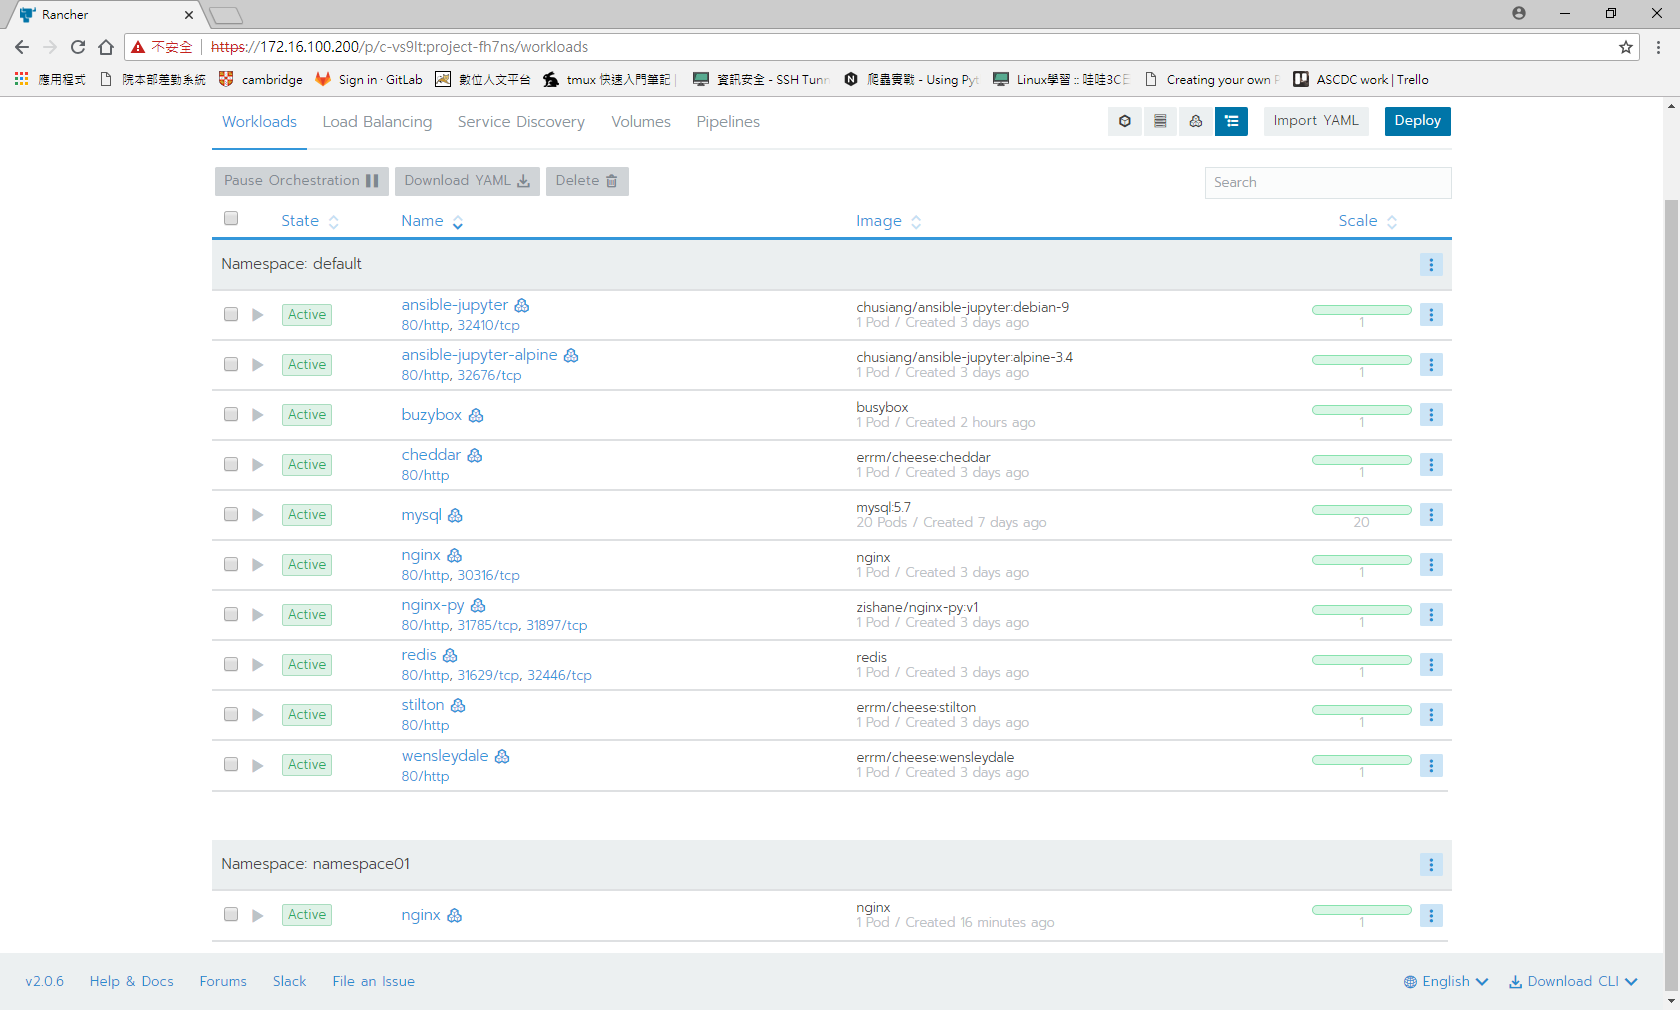 Rancher
不安全 https://172.16.100.200/p/c-vs9lt:project-fh7ns/workloads
應用程式 院本部差勤系統 cambridge Sign in · GitLab 數位人文平台 tmux 快速入門筆記 | 資訊安全 - SSH Tunn 爬蟲實戰 - Using Pyt Linux學習 :: 哇哇3CE Creating your own P ASCDC work | Trello
Workloads Load Balancing Service Discovery Volumes Pipelines Import YAML Deploy
Pause Orchestration Download YAML Delete Search
State Name Image Scale
Namespace: default
Active ansible-jupyter chusiang/ansible-jupyter:debian-9
80/http, 32410/tcp 1 Pod / Created 3 days ago 1
Active ansible-jupyter-alpine chusiang/ansible-jupyter:alpine-3.4
80/http, 32676/tcp 1 Pod / Created 3 days ago 1
Active buzybox busybox
1 Pod / Created 2 hours ago 1
Active cheddar errm/cheese:cheddar
80/http 1 Pod / Created 3 days ago 1
Active mysql mysql:5.7
20 Pods / Created 7 days ago 20
Active nginx nginx
80/http, 30316/tcp 1 Pod / Created 3 days ago 1
Active nginx-py zishane/nginx-py:v1
80/http, 31785/tcp, 31897/tcp 1 Pod / Created 3 days ago 1
Active redis redis
80/http, 31629/tcp, 32446/tcp 1 Pod / Created 3 days ago 1
Active stilton errm/cheese:stilton
80/http 1 Pod / Created 3 days ago 1
Active wensleydale errm/cheese:wensleydale
80/http 1 Pod / Created 3 days ago 1
Namespace: namespace01
Active nginx nginx
1 Pod / Created 16 minutes ago 1
v2.0.6 Help & Docs Forums Slack File an Issue English Download CLI